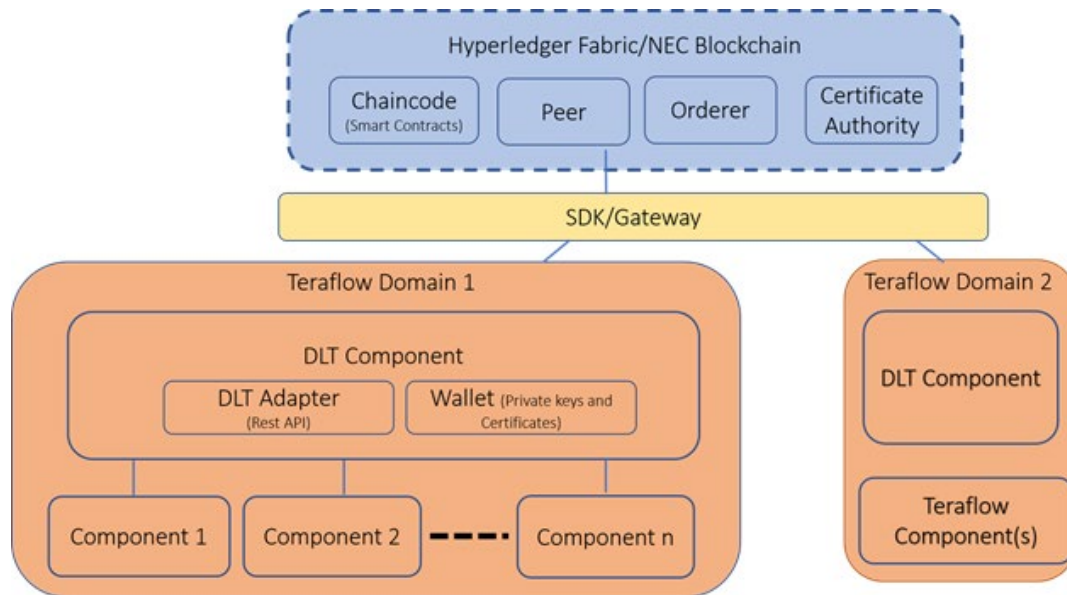 Hyperledger Fabric/NEC Blockchain
Chaincode
(Smart Contracts)
Peer
Orderer
Certificate
Authority
SDK/Gateway
Teraflow Domain 1
DLT Component
DLT Adapter
(Rest API)
Wallet (Private keys and
Certificates)
Component 1
Component 2
Component n
Teraflow Domain 2
DLT Component
Teraflow
Component(s)